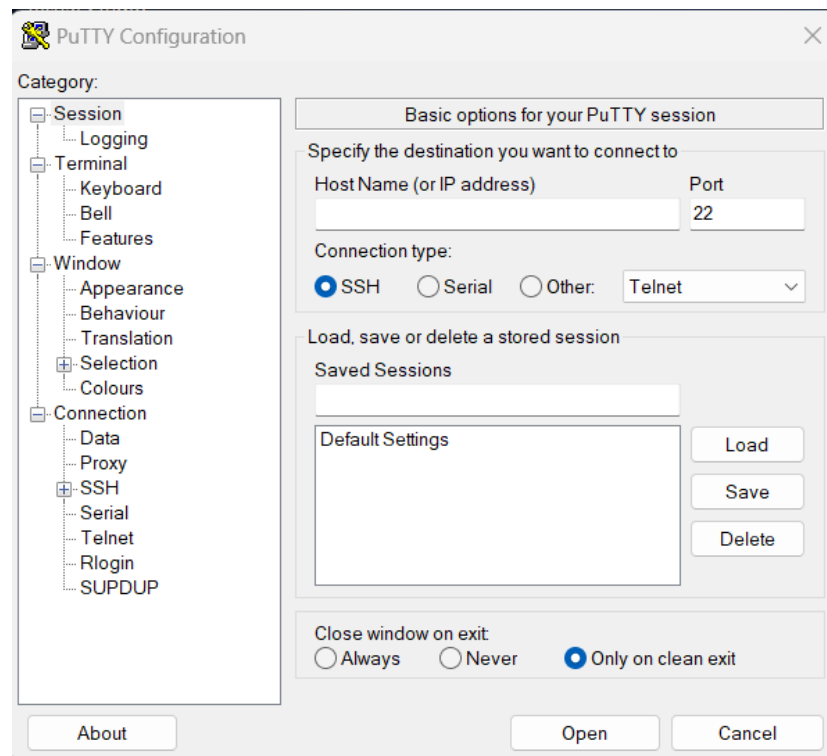 PuTTY Configuration
Category:
Session
Logging
Terminal
Keyboard
Bell
Features
Window
Appearance
Behaviour
Translation
Selection
Colours
Connection
Data
Proxy
SSH
Serial
Telnet
Rlogin
SUPDUP
Basic options for your PuTTY session
Specify the destination you want to connect to
Host Name (or IP address) Port
22
Connection type:
SSH Serial Other: Telnet
Load, save or delete a stored session
Saved Sessions
Default Settings
Load
Save
Delete
Close window on exit:
Always Never Only on clean exit
About Open Cancel